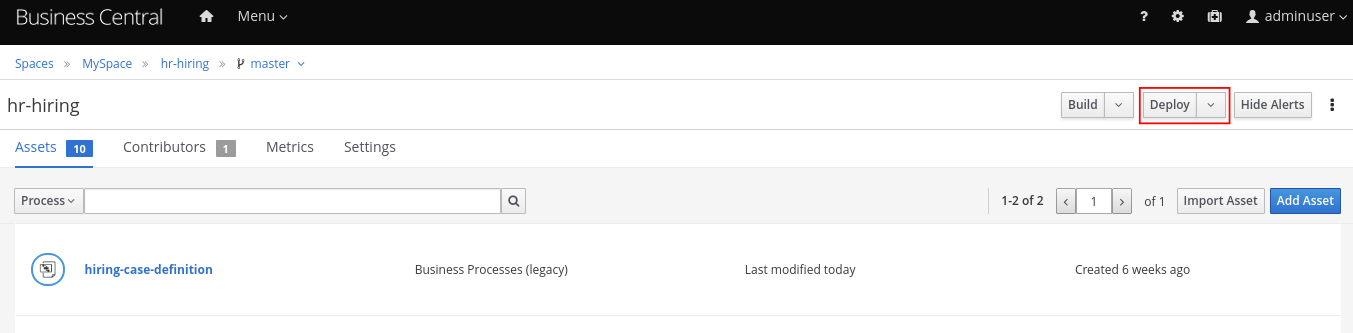 Business Central Menu ? adminuser
Spaces » MySpace » hr-hiring » master
hr-hiring Build Deploy Hide Alerts
Assets 10 Contributors 1 Metrics Settings
Process 1-2 of 2 < 1 > of 1 Import Asset Add Asset
hiring-case-definition Business Processes (legacy) Last modified today Created 6 weeks ago